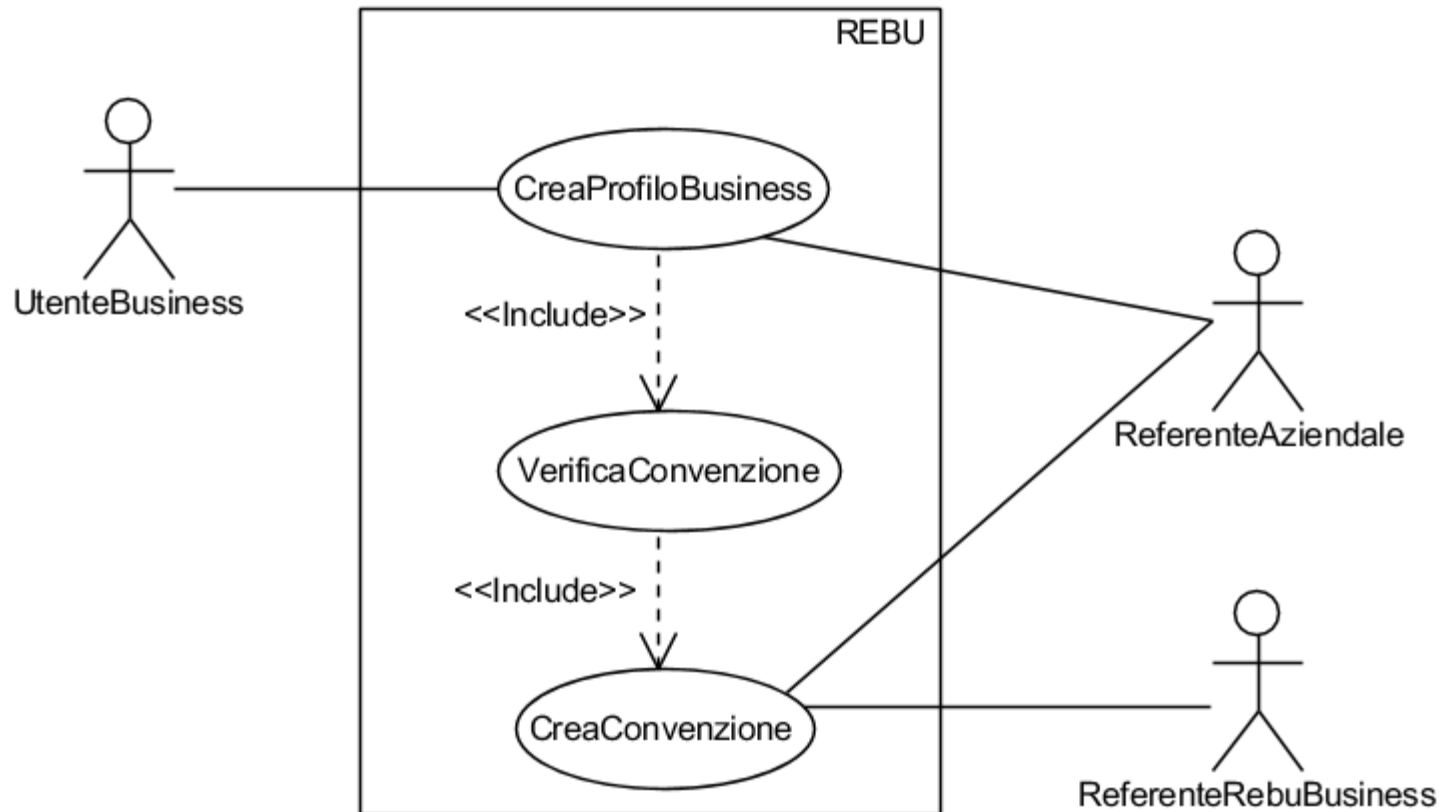 REBU
CreaProfiloBusiness
UtenteBusiness
<<Include>>
ReferenteAziendale
VerificaConvenzione
<<Include>>
CreaConvenzione
ReferenteRebuBusiness